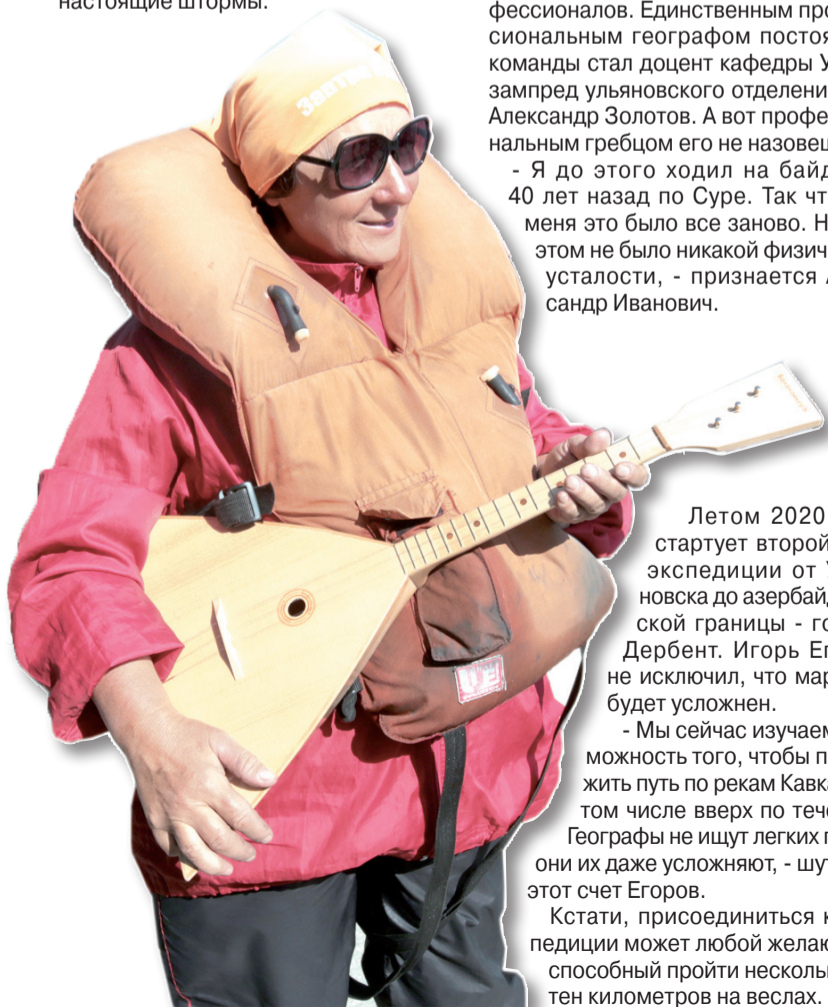 настоящие штормы.
фессионалов. Единственным про
сиональным географом постоя
команды стал доцент кафедры У
зампред ульяновского отделени
Александр Золотов. А вот профе
нальным гребцом его не назовеш
- Я до этого ходил на байд
40 лет назад по Суре. Так чт
меня это было все заново. Н
этом не было никакой физич
усталости, - признается А
сандр Иванович.
Завтра
Летом 2020
стартует второй
экспедиции от У
новска до азербайд
ской границы - го
Дербент. Игорь Ег
не исключил, что мар
будет усложнен.
- Мы сейчас изучаем
можность того, чтобы п
жить путь по рекам Кавка
том числе вверх по тече
Географы не ищут легких п
они их даже усложняют, - шут
этот счет Егоров.
Кстати, присоединиться к
педиции может любой желаю
способный пройти нескольк
тен километров на веслах.